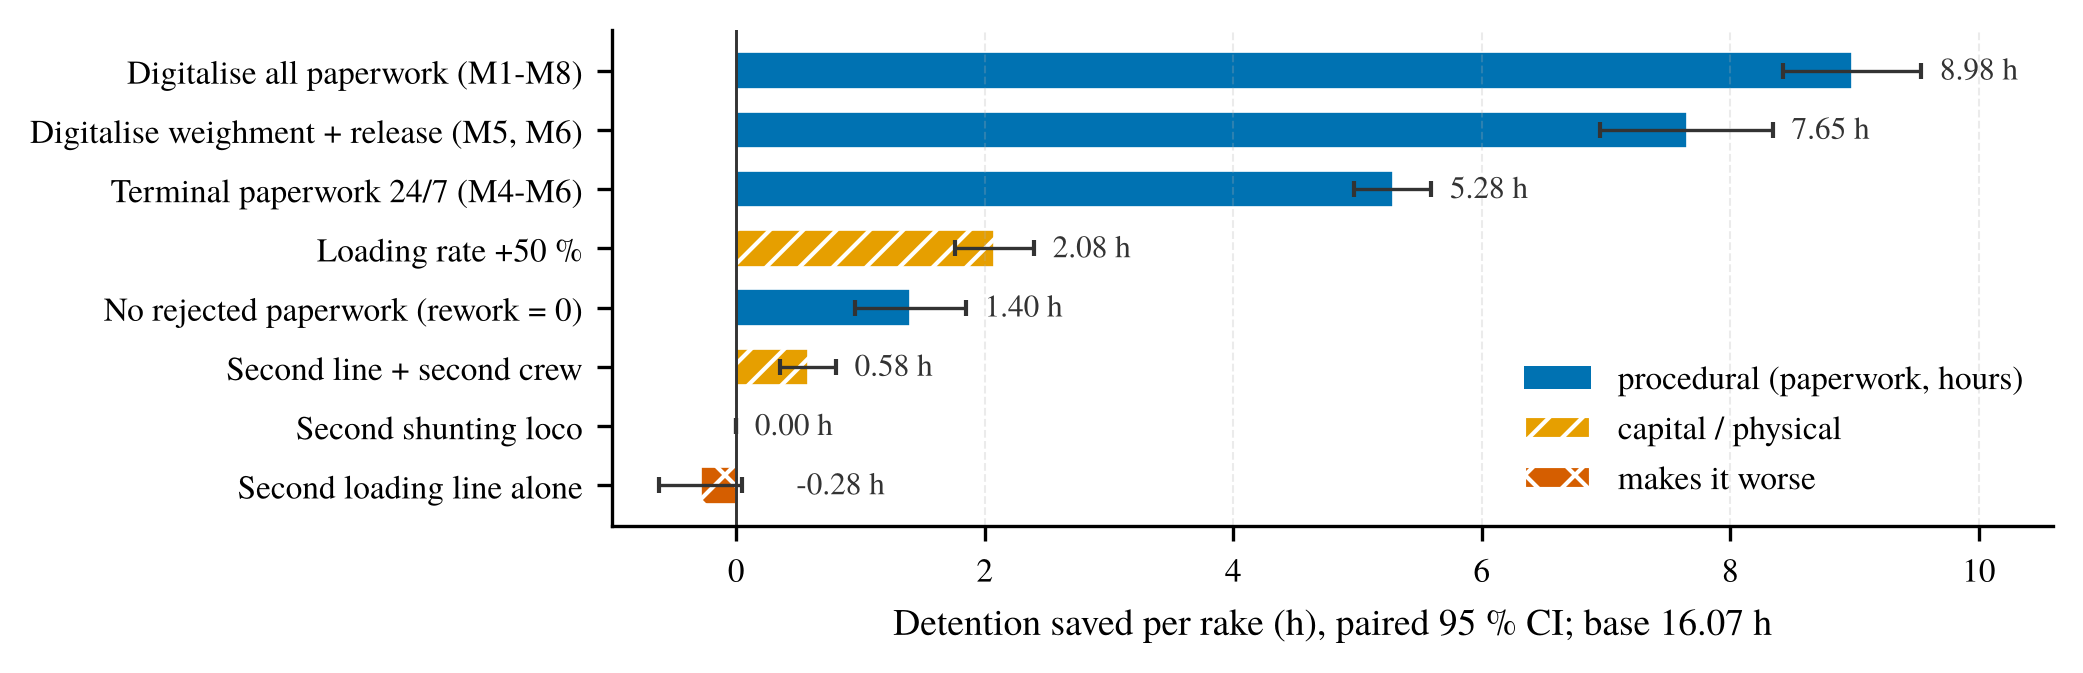 Digitalise all paperwork (M1-M8)
8.98 h
Digitalise weighment + release (M5, M6)
7.65 h
Terminal paperwork 24/7 (M4-M6)
5.28 h
Loading rate +50 %
2.08 h
No rejected paperwork (rework = 0)
1.40 h
Second line + second crew
0.58 h
Second shunting loco
0.00 h
Second loading line alone
-0.28 h
procedural (paperwork, hours)
capital / physical
makes it worse
0 2 4 6 8 10
Detention saved per rake (h), paired 95 % CI; base 16.07 h